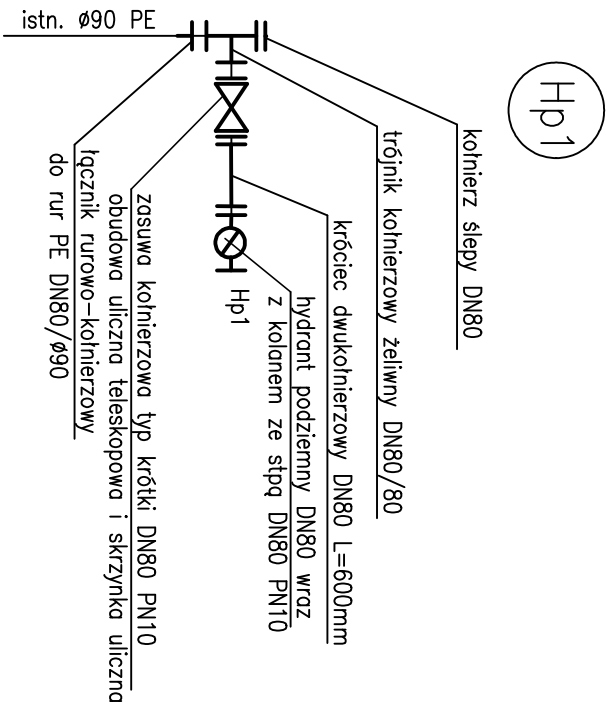 istn. ø90 PE
Hp1
kołnierz ślepy DN80
trójnik kołnierzowy żeliwny DN80/80
króciec dwukołnierzowy DN80 L=600mm
hydrant podziemny DN80 wraz
z kolanem ze stpą DN80 PN10
Hp1
zasuwa kołnierzowa typ krótki DN80 PN10
obudowa uliczna teleskopowa i skrzynka uliczna
łącznik rurowo-kołnierzowy
do rur PE DN80/ø90